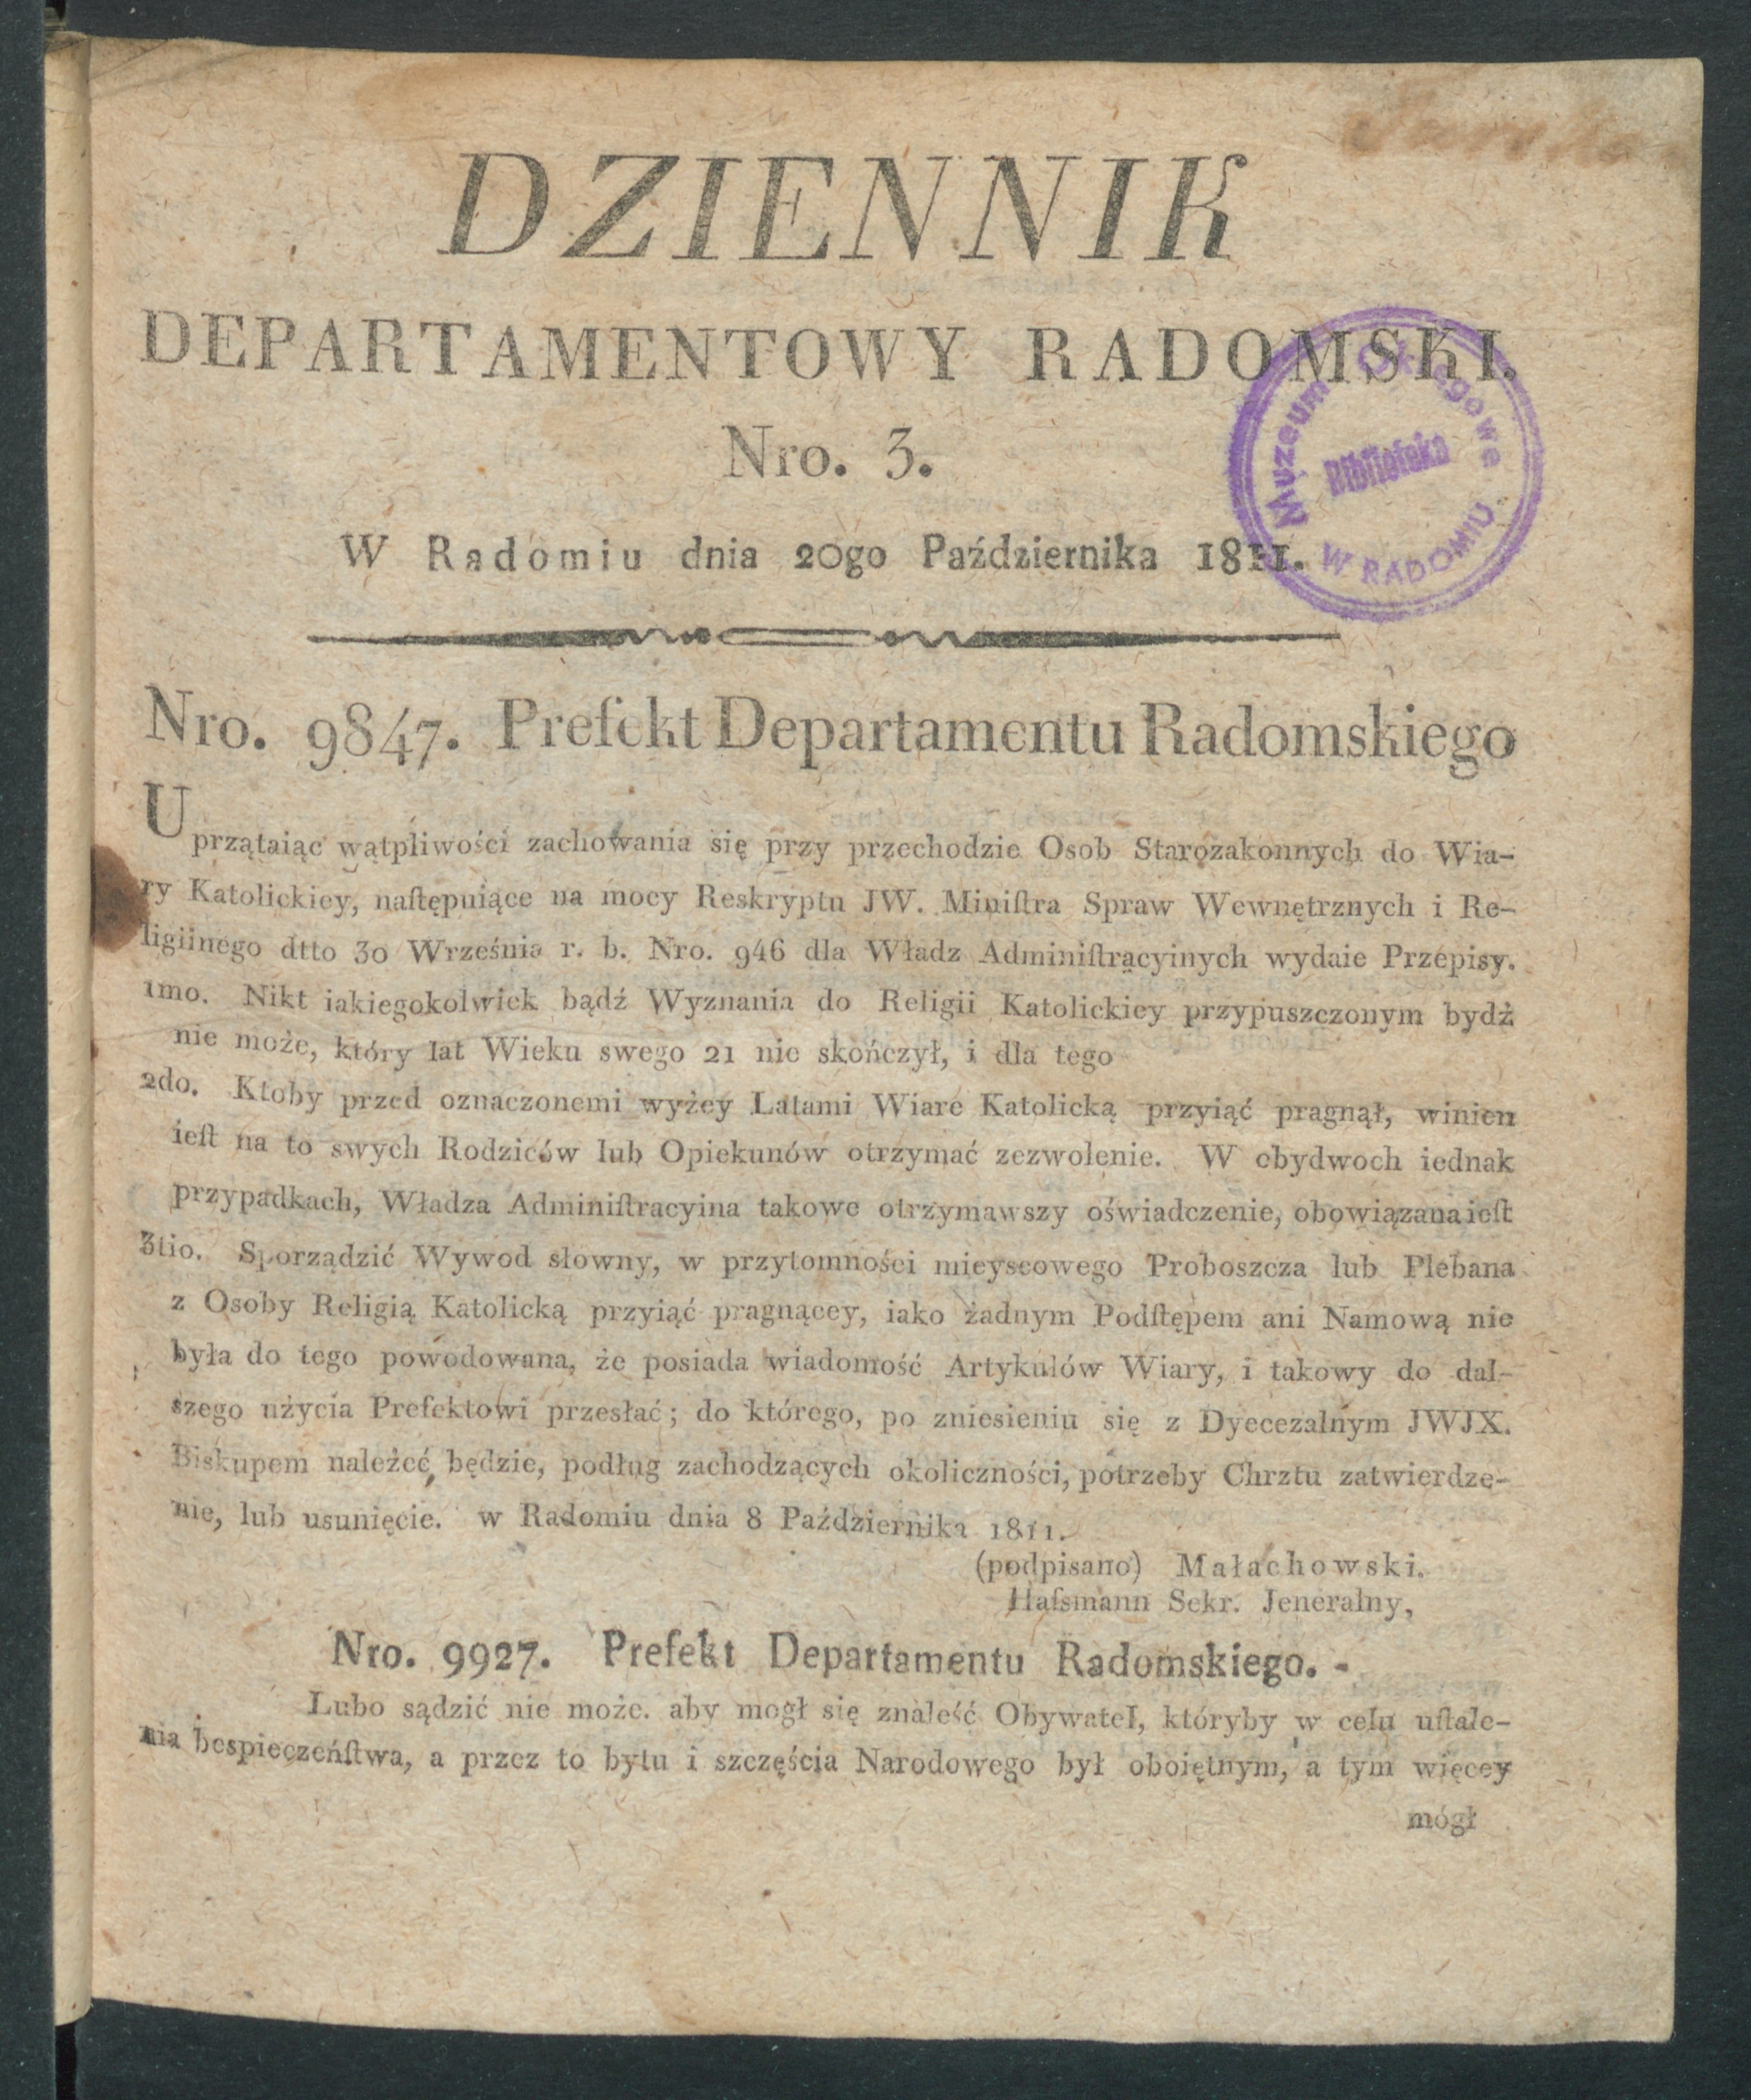 DZIENNIK
DEPARTAMENTOWY RADOMSKI.
Nro. 3.
W Radomiu dnia 20go Października 1811.
Muzeum Okręgowe
Biblioteka
W RADOMIU
Nro. 9847. Prefekt Departamentu Radomskiego
Uprzątaiąc wątpliwości zachowania się przy przechodzie Osob Starozakonnych do Wia-
ry Katolickiey, naſtępuiące na mocy Reskryptu JW. Miniſtra Spraw Wewnętrznych i Re-
ligiinego dtto 30 Września r. b. Nro. 946 dla Władz Adminiſtracyinych wydaie Przepisy.
1mo. Nikt iakiegokolwiek bądź Wyznania do Religii Katolickiey przypuszczonym bydź
nie może, który lat Wieku swego 21 nie skończył, i dla tego
2do. Ktoby przed oznaczonemi wyżey Latami Wiare Katolicką przyiąć pragnął, winien
ieſt na to swych Rodziców lub Opiekunów otrzymać zezwolenie. W obydwoch iednak
przypadkach, Władza Adminiſtracyina takowe otrzymawszy oświadczenie, obowiązana ieſt
3tio. Sporządzić Wywod słowny, w przytomności mieyscowego Proboszcza lub Plebana
z Osoby Religią Katolicką przyiąć pragnącey, iako żadnym Podſtępem ani Namową nie
była do tego powodowana, że posiada wiadomość Artykułów Wiary, i takowy do dal-
szego użycia Prefektowi przesłać; do którego, po zniesieniu się z Dyecezalnym JWJX.
Biskupem należeć będzie, podług zachodzących okoliczności, potrzeby Chrztu zatwierdze-
nie, lub usunięcie. w Radomiu dnia 8 Października 1811.
(podpisano) Małachowski.
Haſsmann Sekr. Jeneralny,
Nro. 9927. Prefekt Departamentu Radomskiego. -
Lubo sądzić nie może. aby mogł się znaleść Obywatel, któryby w celu uſtale-
nia bespieczeńſtwa, a przez to bytu i szczęścia Narodowego był oboiętnym, a tym więcey
mógł